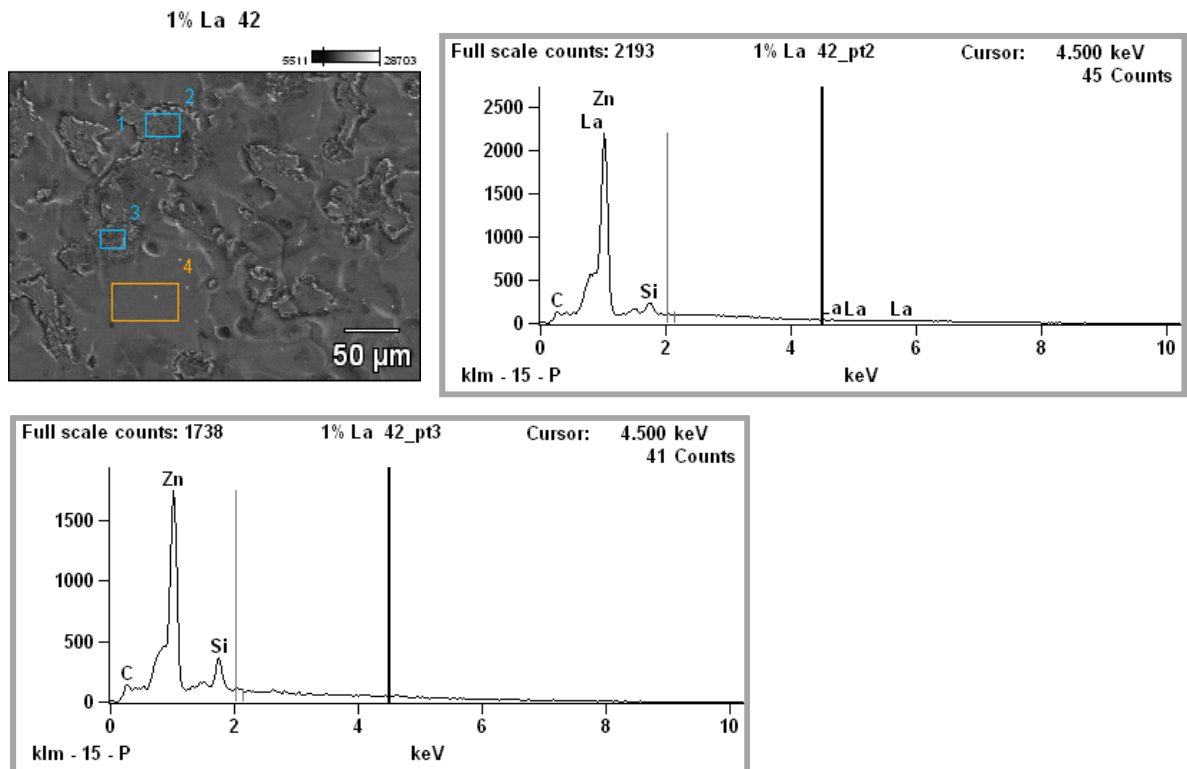 1% La 42
5511 28703
2
1
3
4
50 µm
Full scale counts: 2193 1% La 42_pt2 Cursor: 4.500 keV
45 Counts
2500
2000
1500
1000
500
0
Zn
La
C Si La La La
0 2 4 6 8 10
klm - 15 - P keV
Full scale counts: 1738 1% La 42_pt3 Cursor: 4.500 keV
41 Counts
1500
1000
500
0
Zn
Si
C
0 2 4 6 8 10
klm - 15 - P keV